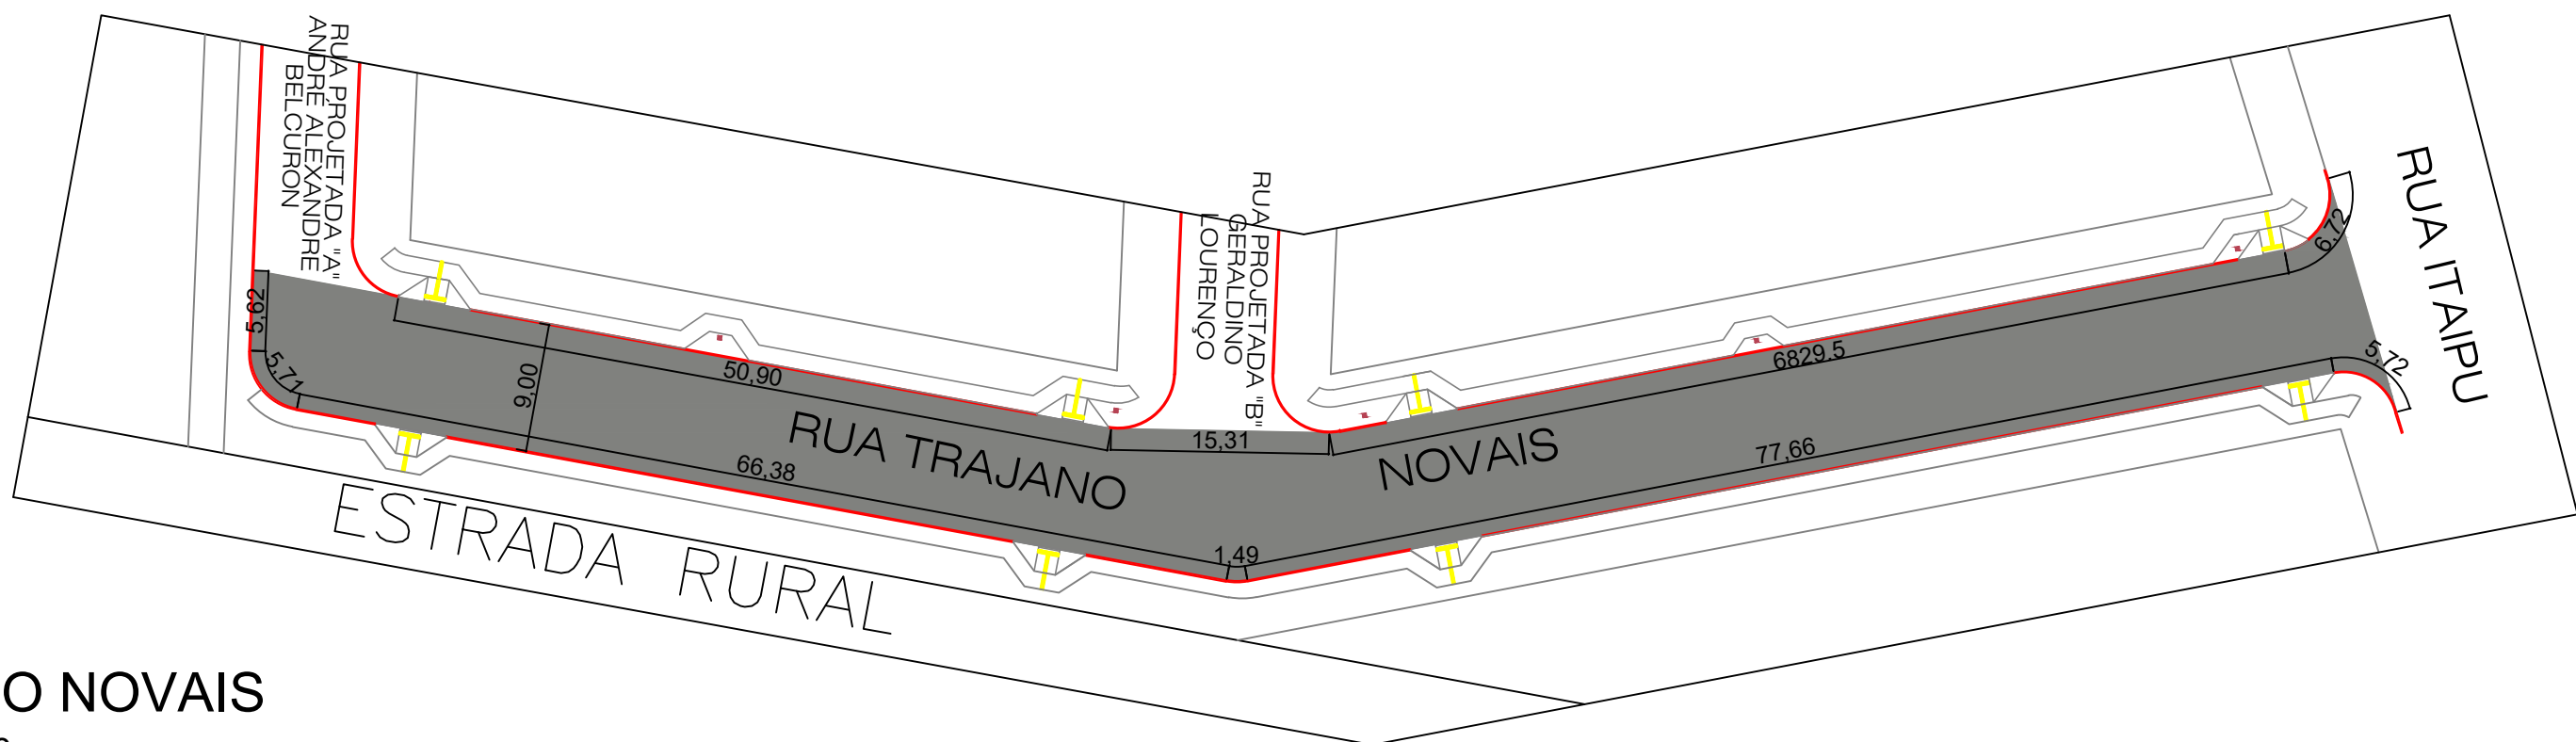 RUA PROJETADA "A"
ANDRÉ ALEXANDRE
BELCURON
RUA PROJETADA "B"
GERALDINO
LOURENÇO
RUA ITAIPU
6,72
5,62
5,71
9,00
50,90
6829.5
5,72
15,31
RUA TRAJANO NOVAIS
66,38
77,66
1,49
ESTRADA RURAL
O NOVAIS